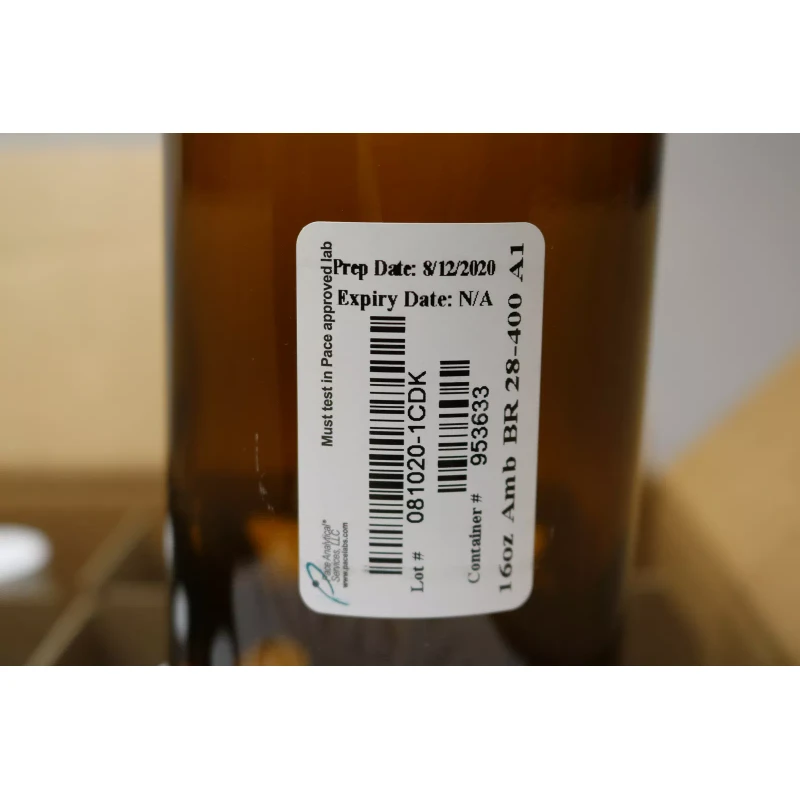 Prep Date: 8/12/2020
Expiry Date: N/A
Must test in Pace approved lab
Pace Analytical™
Services, LLC
www.pacelabs.com
Lot # 081020-1CDK
Container # 953633
16oz Amb BR 28-400 A1